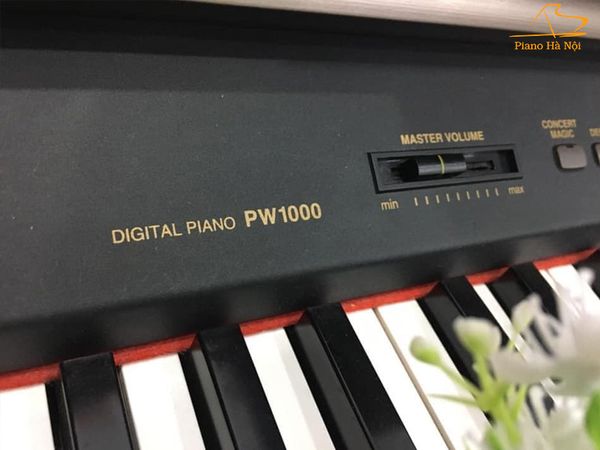 Piano Hà Nội
CONCERT
MAGIC
MASTER VOLUME
min
max
DIGITAL PIANO PW1000